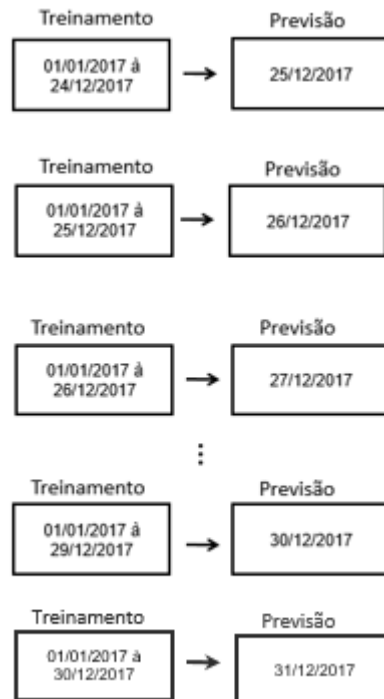 Treinamento Previsão
01/01/2017 à
24/12/2017
25/12/2017
Treinamento Previsão
01/01/2017 à
25/12/2017
26/12/2017
Treinamento Previsão
01/01/2017 à
26/12/2017
27/12/2017
⋮
Treinamento Previsão
01/01/2017 à
29/12/2017
30/12/2017
Treinamento Previsão
01/01/2017 à
30/12/2017
31/12/2017